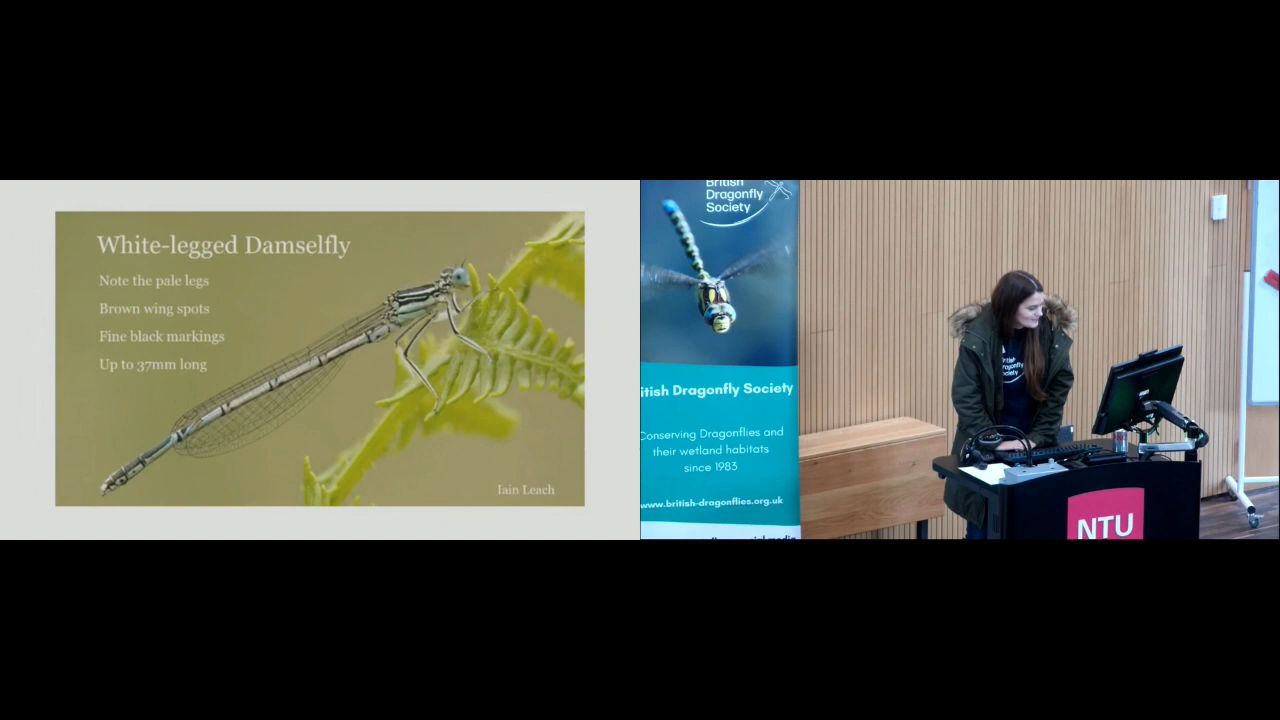 White-legged Damselfly
Note the pale legs
Brown wing spots
Fine black markings
Up to 37mm long
Iain Leach
British
Dragonfly
Society
itish Dragonfly Society
Conserving Dragonflies and
their wetland habitats
since 1983
www.british-dragonflies.org.uk
Society
NTU